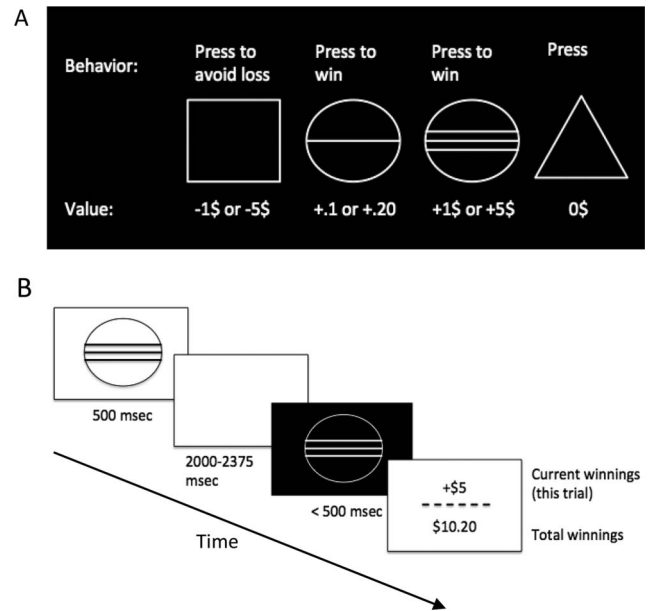 A
Behavior:
Press to avoid loss
Press to win
Press to win
Press
Value:
-1$ or -5$
+.1 or +.20
+1$ or +5$
0$
B
500 msec
2000-2375
msec
< 500 msec
+$5
$10.20
Current winnings
(this trial)
Total winnings
Time